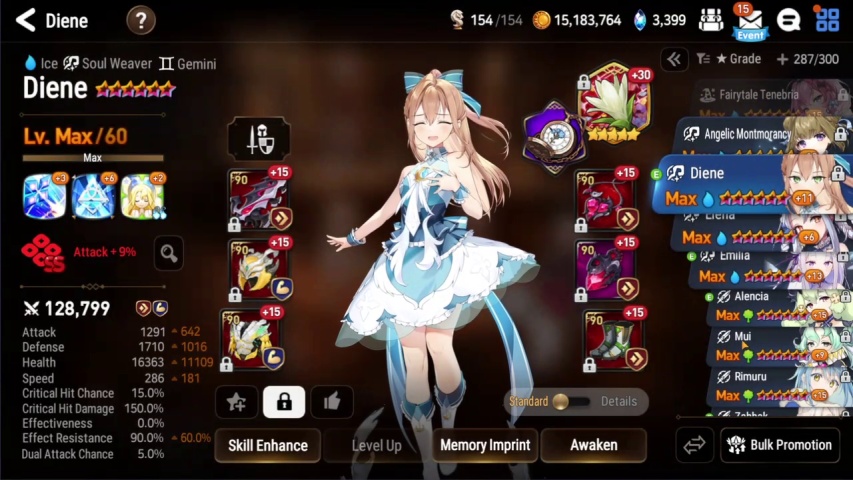 Diene
?
154/154
15,183,764
3,399
15
Event
Ice Soul Weaver Gemini
Diene
Lv. Max/60
Max
+3
+6
+2
SS
Attack + 9%
128,799
Attack 1291 642
Defense 1710 1016
Health 16363 11109
Speed 286 181
Critical Hit Chance 15.0%
Critical Hit Damage 150.0%
Effectiveness 0.0%
Effect Resistance 90.0% 60.0%
Dual Attack Chance 5.0%
+30
90 +15
90 +15
90 +15
90 +15
90 +15
90 +15
Standard Details
Skill Enhance
Level Up
Memory Imprint
Awaken
Grade
287/300
Fairytale Tenebria
Angelic Montmorancy
E
Diene
Max +11
Elena
Max +6
E
Emilia
Max +13
E
Alencia
Max +15
Mui
Max +9
Rimuru
Max +15
Bulk Promotion